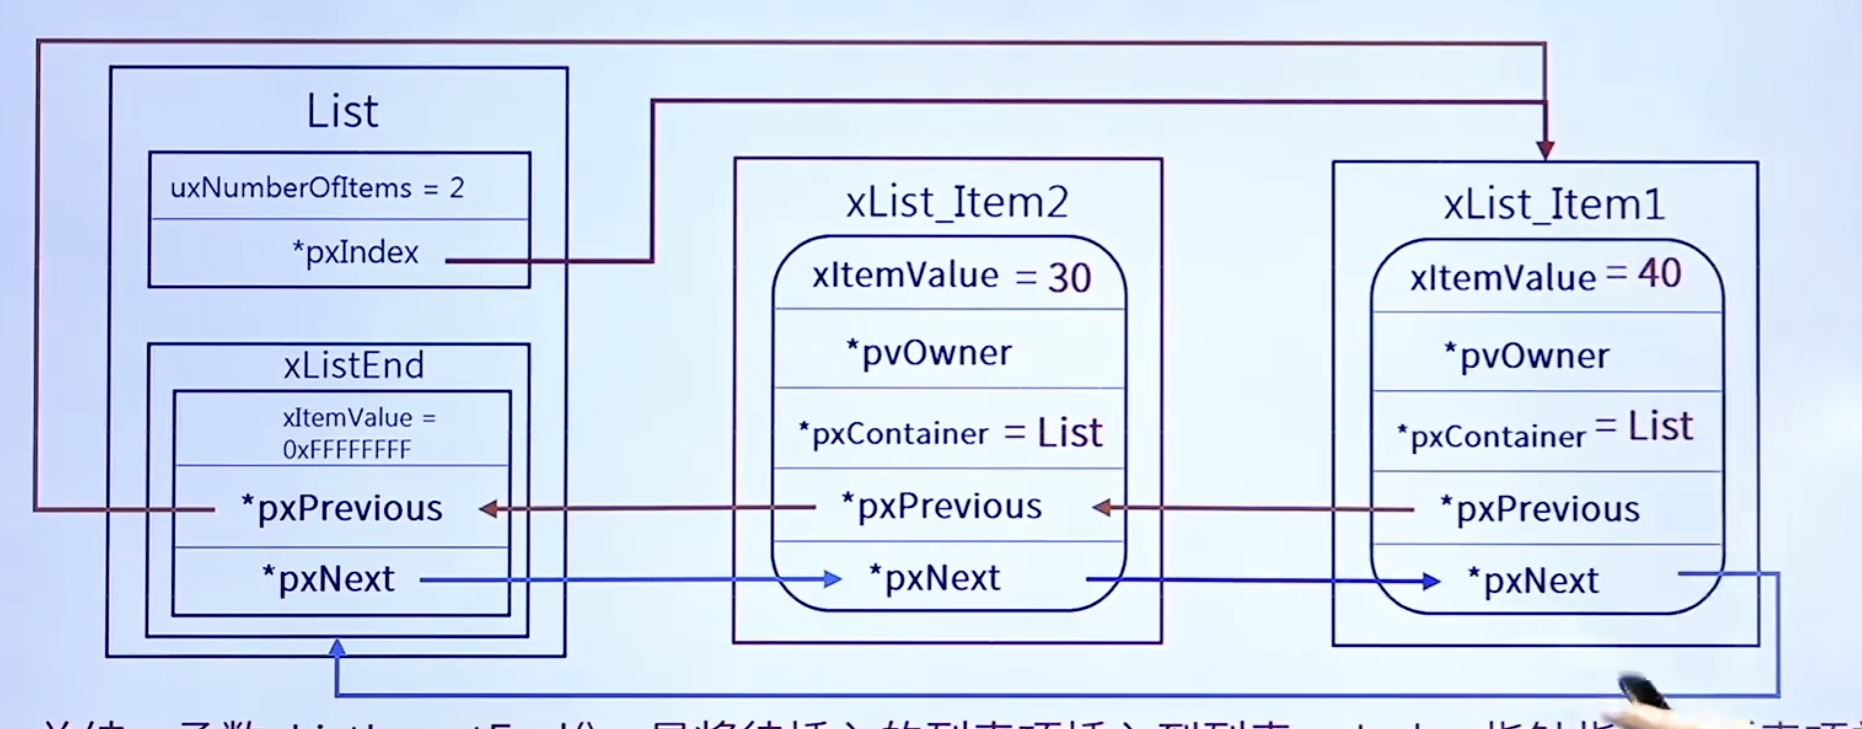 List
uxNumberOfItems = 2
*pxIndex
xListEnd
xItemValue =
0xFFFFFFFF
*pxPrevious
*pxNext
xList_Item2
xItemValue = 30
*pvOwner
*pxContainer = List
*pxPrevious
*pxNext
xList_Item1
xItemValue = 40
*pvOwner
*pxContainer = List
*pxPrevious
*pxNext